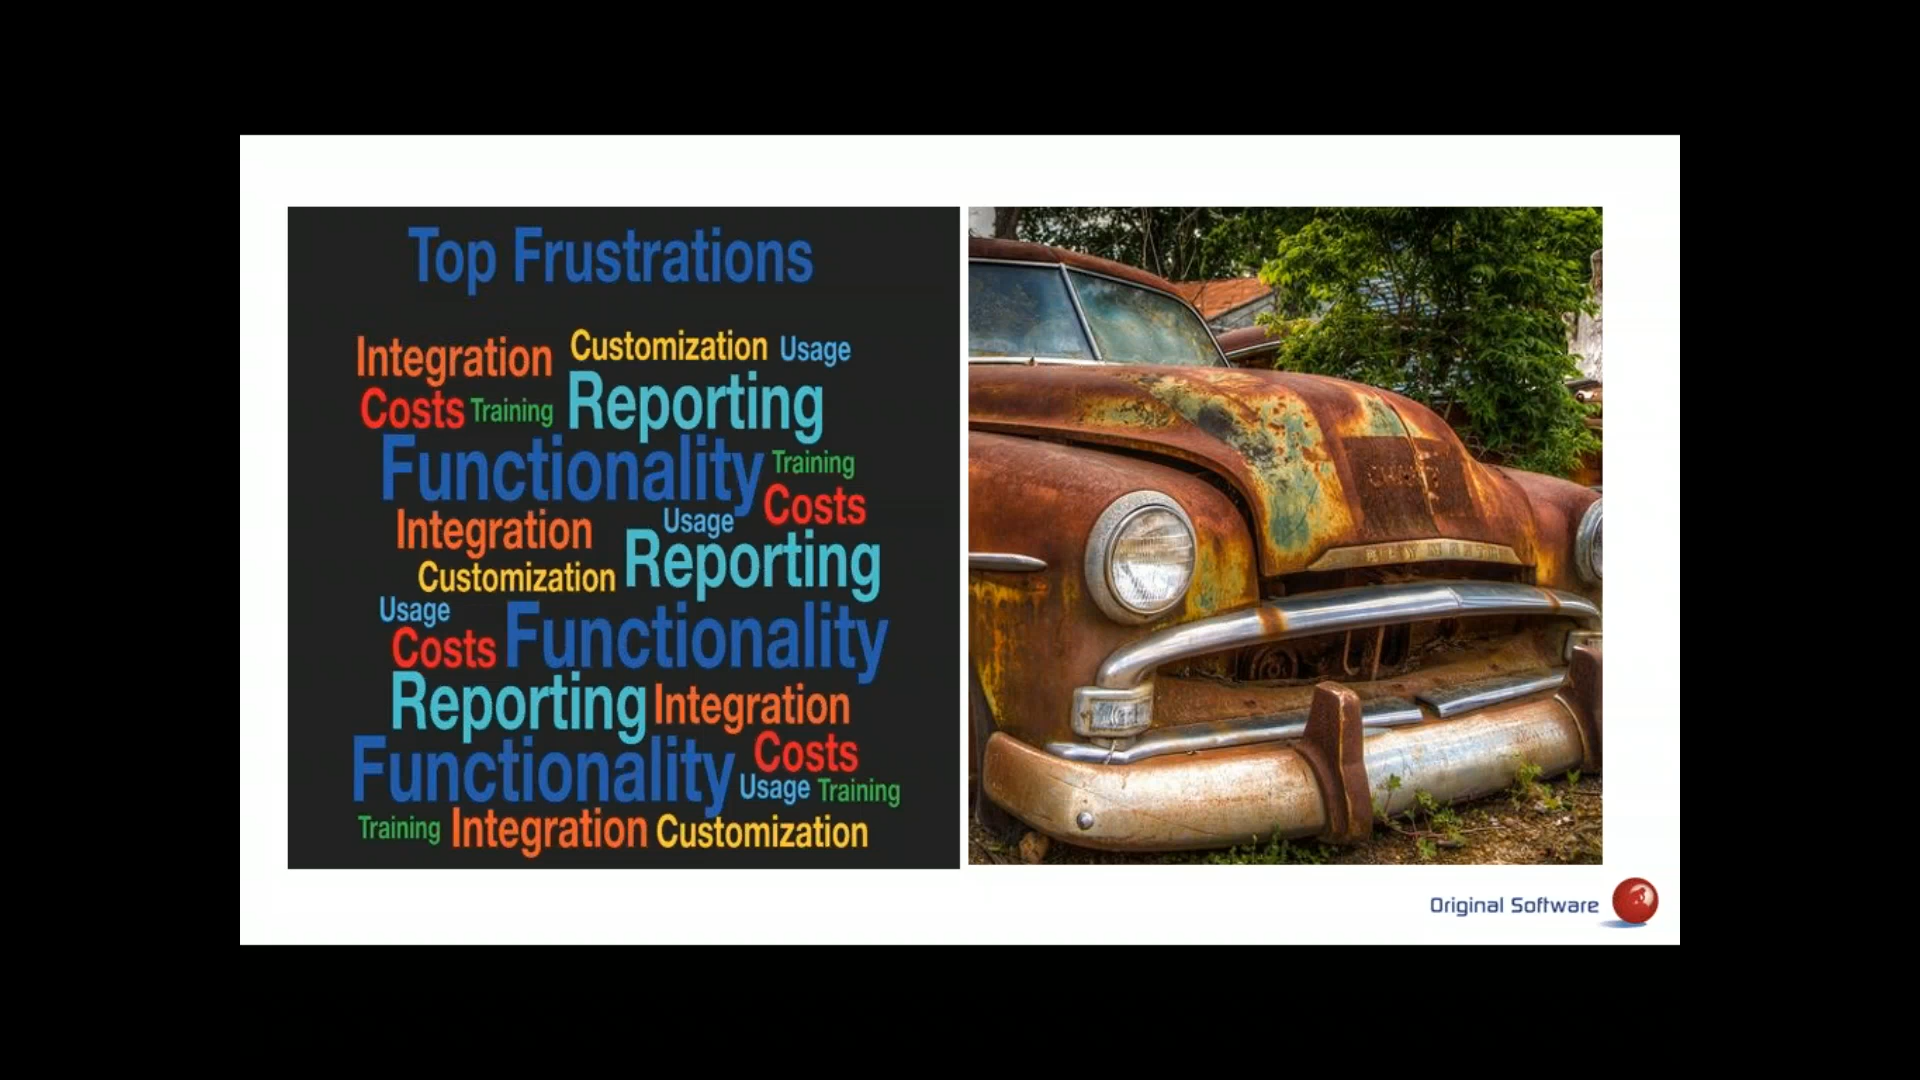 Top Frustrations
Integration Customization Usage
Costs Training Reporting
Functionality Training
Costs
Integration Usage
Customization Reporting
Usage
Costs Functionality
Reporting Integration
Costs
Functionality Usage Training
Training Integration Customization
PLYMOUTH
Original Software